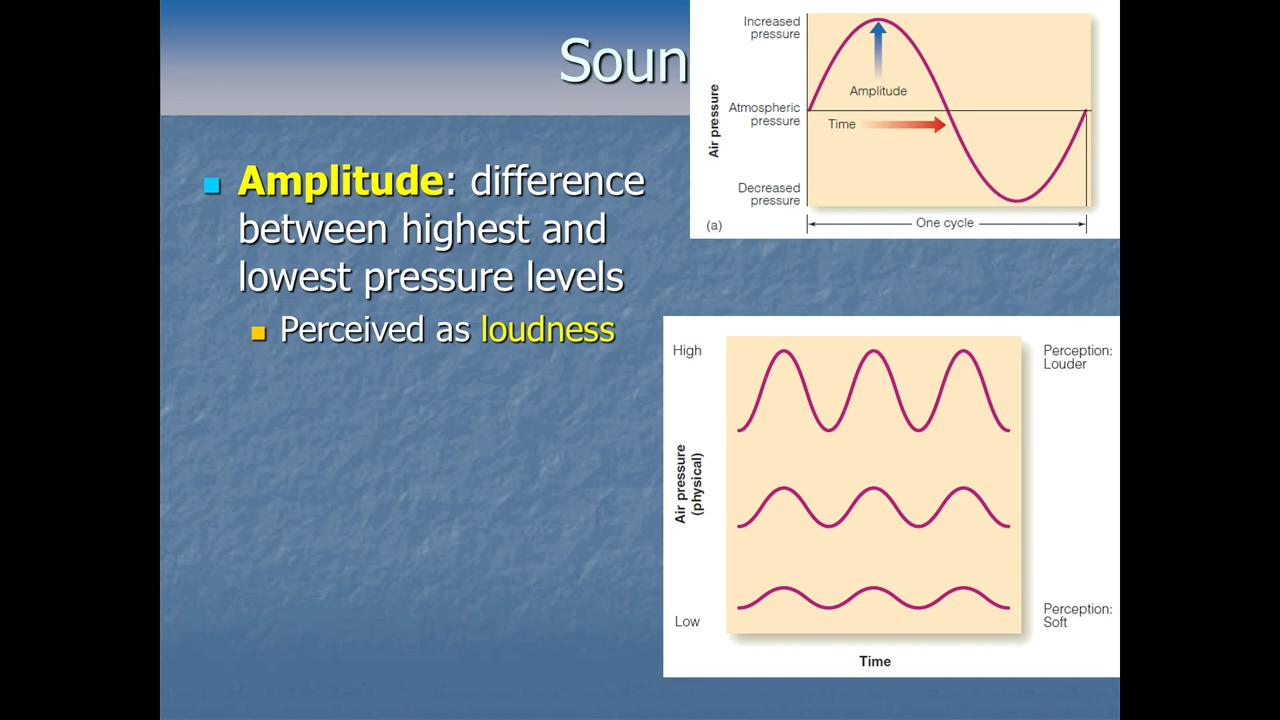 Soun
Amplitude: difference
between highest and
lowest pressure levels
Perceived as loudness
Increased
pressure
Amplitude
Atmospheric
pressure
Time
Air pressure
Decreased
pressure
One cycle
(a)
High
Perception:
Louder
Air pressure
(physical)
Low
Perception:
Soft
Time